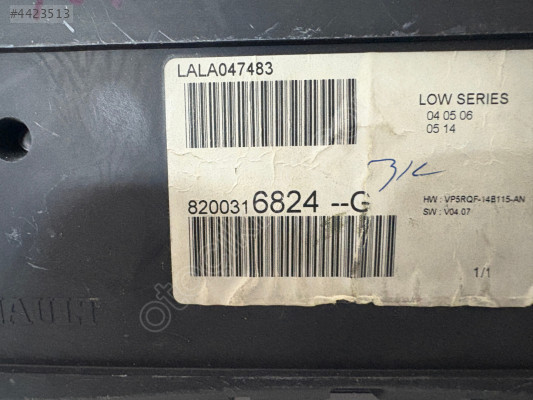 #4423513
LALA047483
LOW SERIES
04 05 06
05 14
8200316824 --G
HW : VP5RQF-14B115-AN
SW : V04.07
1/1